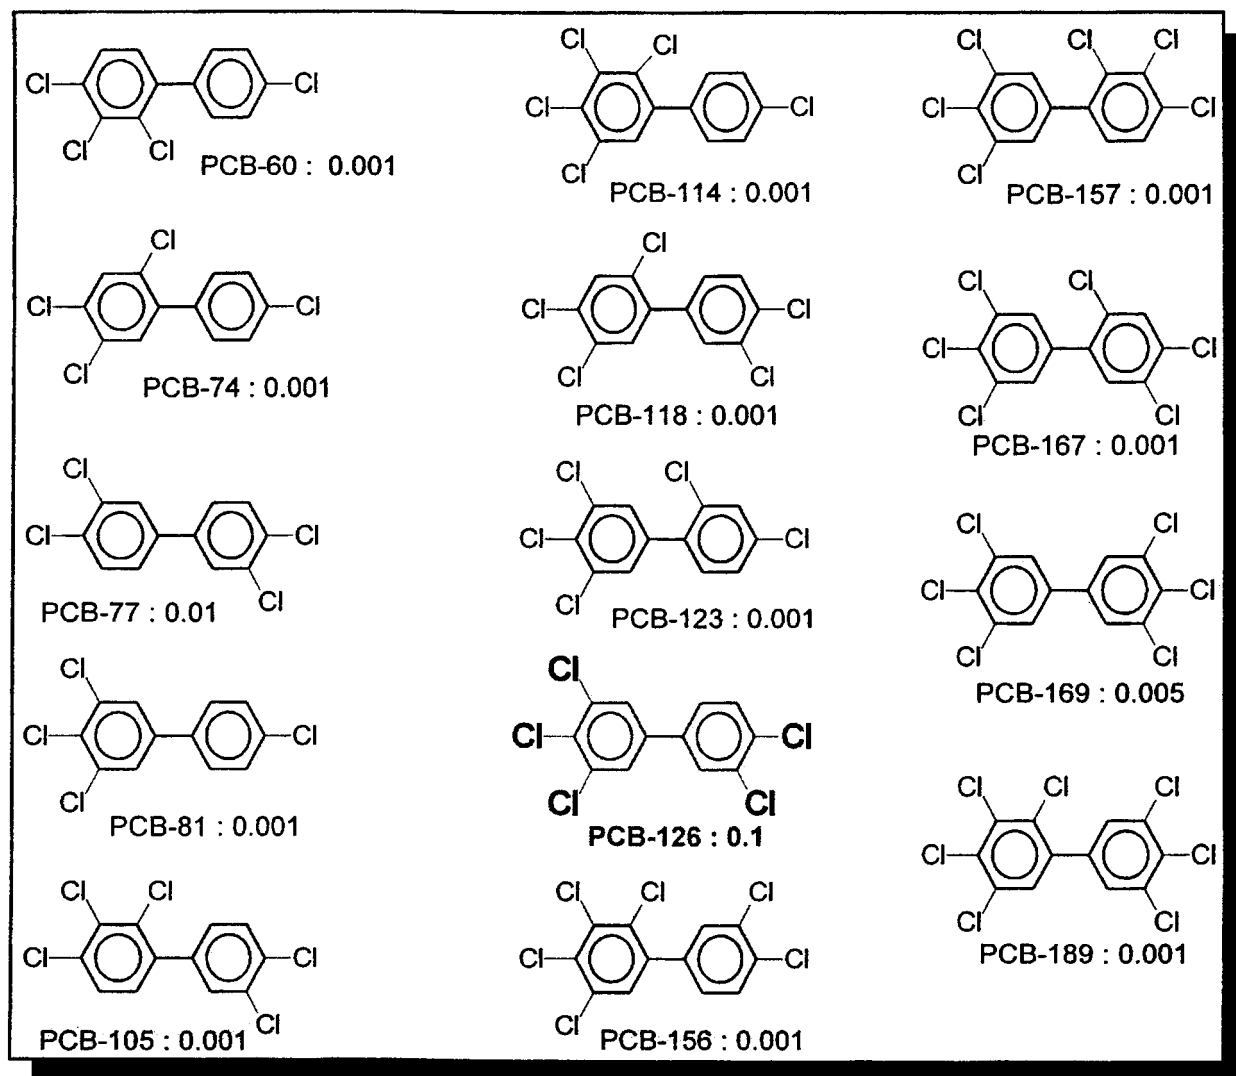 Cl Cl
Cl Cl
PCB-60 : 0.001
Cl
Cl Cl
Cl
PCB-74 : 0.001
Cl
Cl Cl
Cl
PCB-77 : 0.01
Cl
Cl Cl
Cl
PCB-81 : 0.001
Cl Cl
Cl Cl
Cl
PCB-105 : 0.001
Cl Cl
Cl Cl
Cl
PCB-114 : 0.001
Cl
Cl Cl
Cl Cl
PCB-118 : 0.001
Cl Cl
Cl Cl
Cl
PCB-123 : 0.001
Cl
Cl Cl
Cl Cl
PCB-126 : 0.1
Cl Cl Cl
Cl Cl
Cl
PCB-156 : 0.001
Cl Cl Cl
Cl Cl
Cl
PCB-157 : 0.001
Cl Cl
Cl Cl
Cl Cl
PCB-167 : 0.001
Cl Cl
Cl Cl
Cl Cl
PCB-169 : 0.005
Cl Cl Cl
Cl Cl
Cl Cl
PCB-189 : 0.001